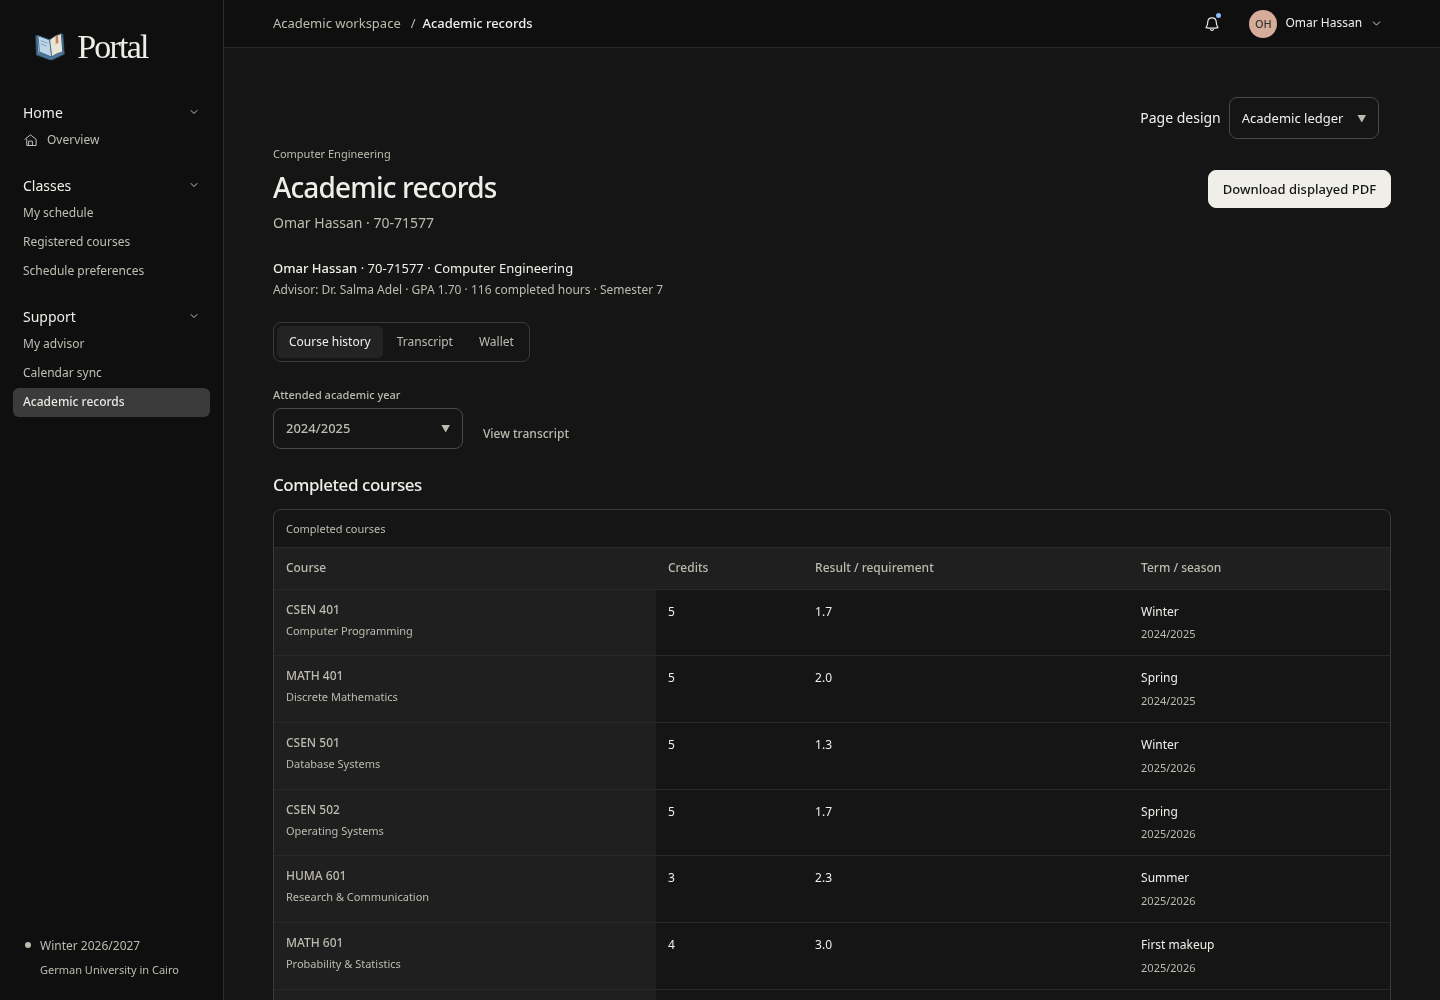 Portal
Home
Overview
Classes
My schedule
Registered courses
Schedule preferences
Support
My advisor
Calendar sync
Academic records
Winter 2026/2027
German University in Cairo
Academic workspace / Academic records
OH Omar Hassan
Page design Academic ledger
Computer Engineering
Academic records
Download displayed PDF
Omar Hassan · 70-71577
Omar Hassan · 70-71577 · Computer Engineering
Advisor: Dr. Salma Adel · GPA 1.70 · 116 completed hours · Semester 7
Course history Transcript Wallet
Attended academic year
2024/2025 View transcript
Completed courses
Completed courses
Course Credits Result / requirement Term / season
CSEN 401 5 1.7 Winter
Computer Programming 2024/2025
MATH 401 5 2.0 Spring
Discrete Mathematics 2024/2025
CSEN 501 5 1.3 Winter
Database Systems 2025/2026
CSEN 502 5 1.7 Spring
Operating Systems 2025/2026
HUMA 601 3 2.3 Summer
Research & Communication 2025/2026
MATH 601 4 3.0 First makeup
Probability & Statistics 2025/2026